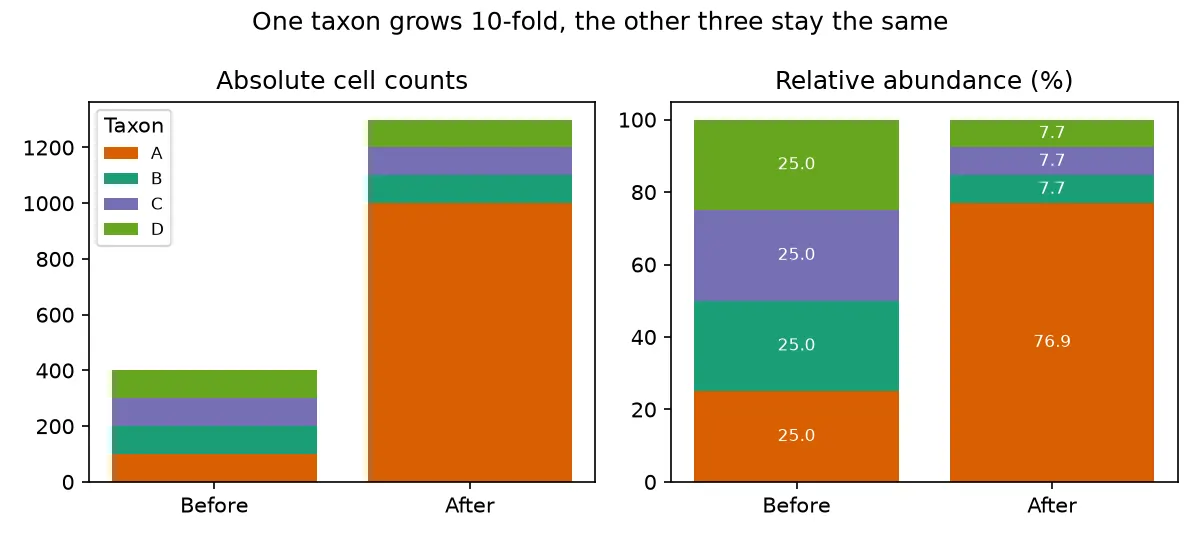 One taxon grows 10-fold, the other three stay the same
Absolute cell counts
Taxon
A
B
C
D
1200
1000
800
600
400
200
0
Before
After
Relative abundance (%)
100
80
60
40
20
0
25.0
25.0
25.0
25.0
7.7
7.7
7.7
76.9
Before
After